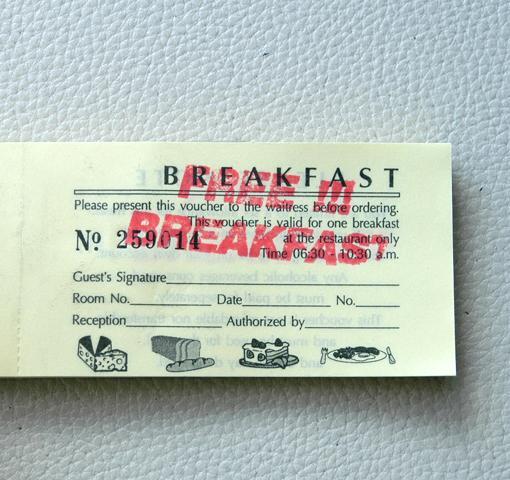 BREAKFAST
FREE !!!
BREAKFAST
Please present this voucher to the waitress before ordering.
This voucher is valid for one breakfast
at the restaurant only
Nº 259014
Time 06:30 - 10:30 a.m.
Guest's Signature
Room No. Date No.
Reception Authorized by